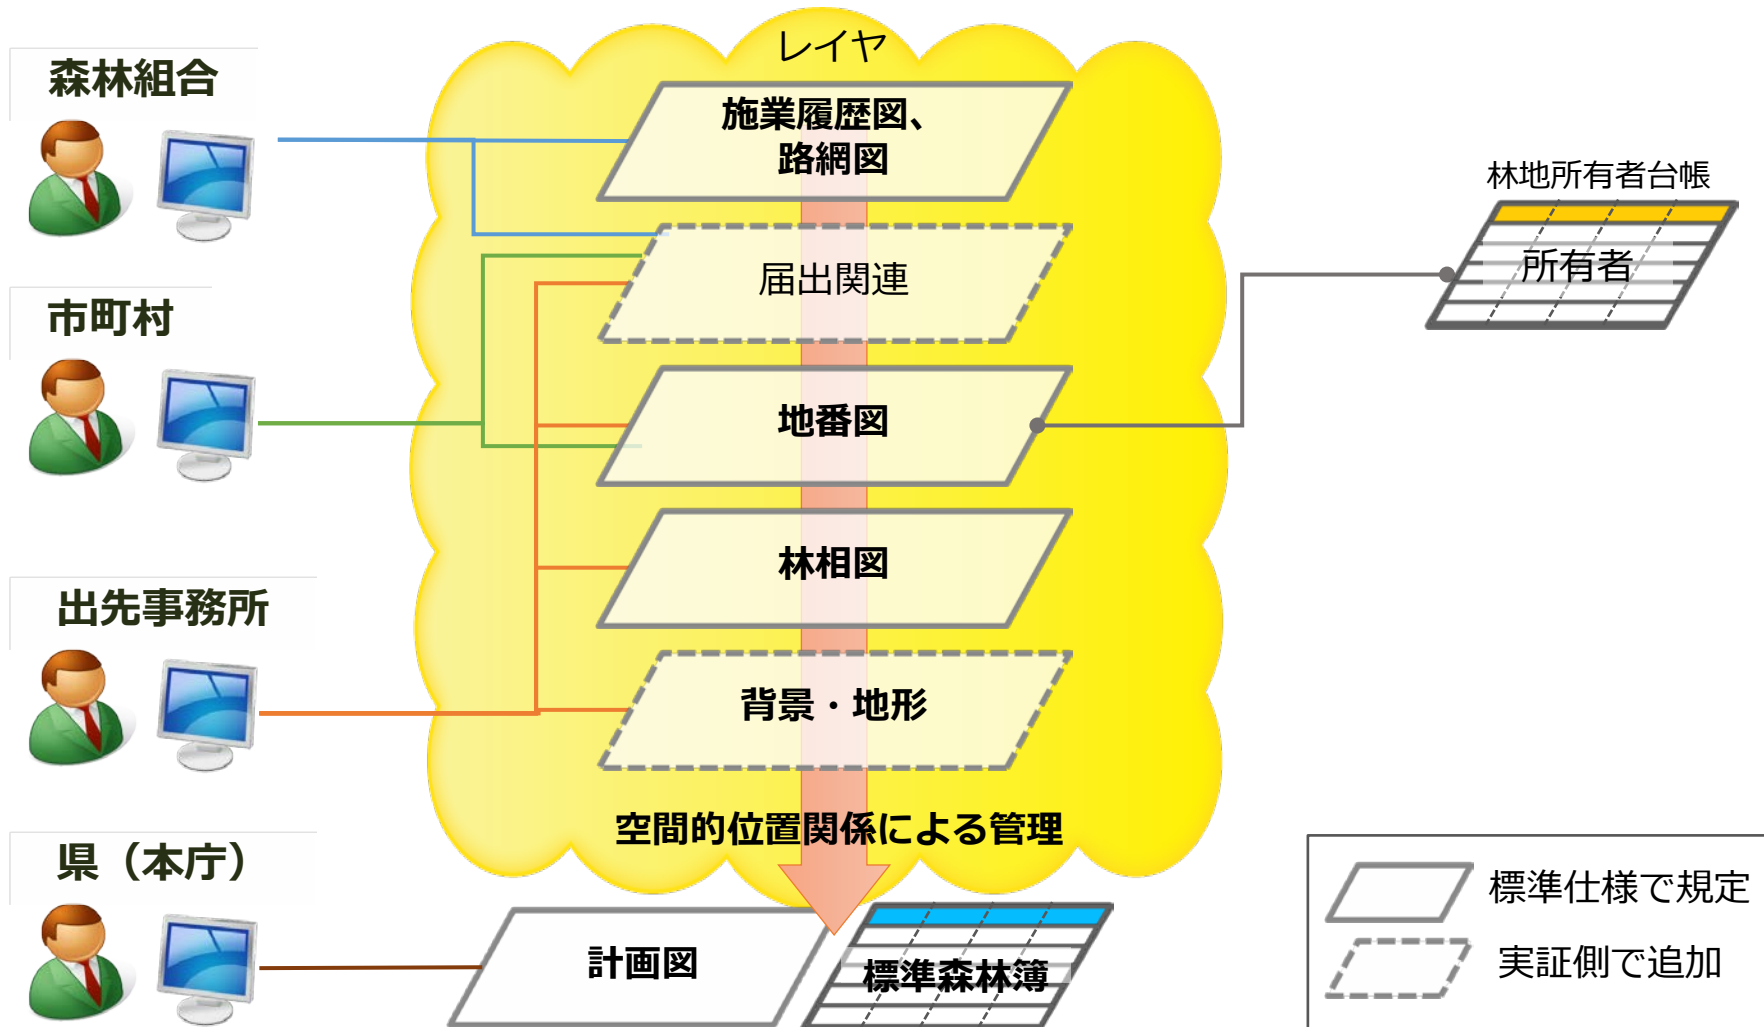 レイヤ
森林組合
施業履歴図、
路網図
林地所有者台帳
所有者
届出関連
市町村
地番図
林相図
出先事務所
背景・地形
空間的位置関係による管理
県（本庁）
計画図
標準森林簿
標準仕様で規定
実証側で追加